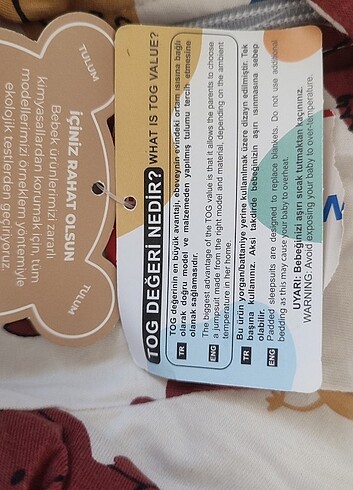 TULUM
İÇİNİZ RAHAT OLSUN
Bebek ürünlerimizi zararlı
kimyasallardan korumak için, tüm
modellerimizi örneklem yöntemiyle
ekolojik testlerden geçiriyoruz.
TULUM
TOG DEĞERİ NEDİR? WHAT IS TOG VALUE?
TR
TOG değerinin en büyük avantajı, ebeveynin evindeki ortam ısısına bağlı
olarak doğru model ve malzemeden yapılmış tulumu tercih etmesine
olanak sağlamasıdır.
ENG
The biggest advantage of the TOG value is that it allows the parents to choose
a jumpsuit made from the right model and material, depending on the ambient
temperature in her home.
TR
Bu ürün yorgan/battaniye yerine kullanılmak üzere dizayn edilmiştir. Tek
başına kullanınız. Aksi takdirde bebeğinizin aşırı ısınmasına sebep
olabilir.
ENG
Padded sleepsuits are designed to replace blankets. Do not use additional
bedding as this may cause your baby to overheat.
UYARI: Bebeğinizi aşırı sıcak tutmaktan kaçınız.
WARNING: Avoid exposing your baby to over-temperature.